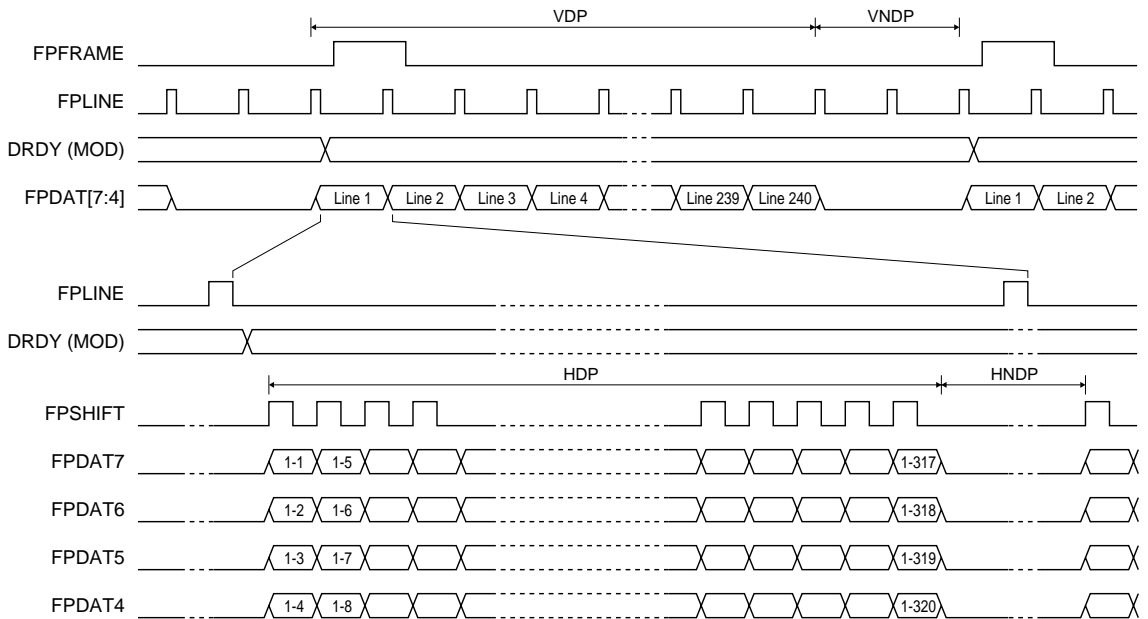 VDP VNDP
FPFRAME
FPLINE
DRDY (MOD)
FPDAT[7:4] Line 1 Line 2 Line 3 Line 4 Line 239 Line 240 Line 1 Line 2
FPLINE
DRDY (MOD)
HDP HNDP
FPSHIFT
FPDAT7 1-1 1-5 1-317
FPDAT6 1-2 1-6 1-318
FPDAT5 1-3 1-7 1-319
FPDAT4 1-4 1-8 1-320